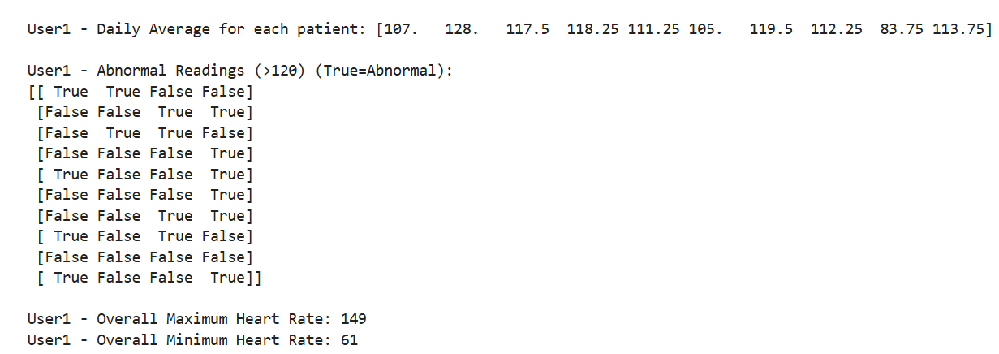 User1 - Daily Average for each patient: [107.   128.   117.5  118.25 111.25 105.   119.5  112.25  83.75 113.75]
User1 - Abnormal Readings (>120) (True=Abnormal):
[[ True  True False False]
 [False False  True  True]
 [False  True  True False]
 [False False False  True]
 [ True False False  True]
 [False False False  True]
 [False False  True  True]
 [ True False  True False]
 [False False False False]
 [ True False False  True]]
User1 - Overall Maximum Heart Rate: 149
User1 - Overall Minimum Heart Rate: 61